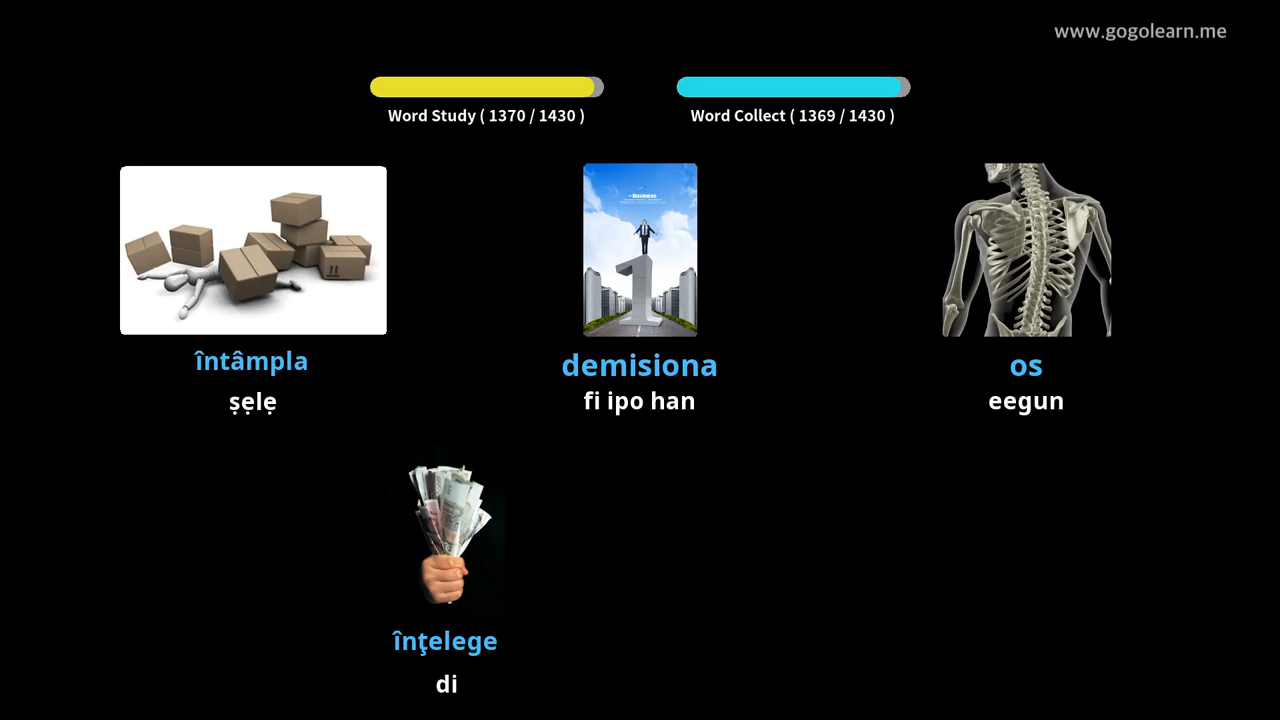 www.gogolearn.me
Word Study ( 1370 / 1430 )
Word Collect ( 1369 / 1430 )
Business
întâmpla
demisiona
os
ṣẹlẹ
fi ipo han
eegun
înţelege
di